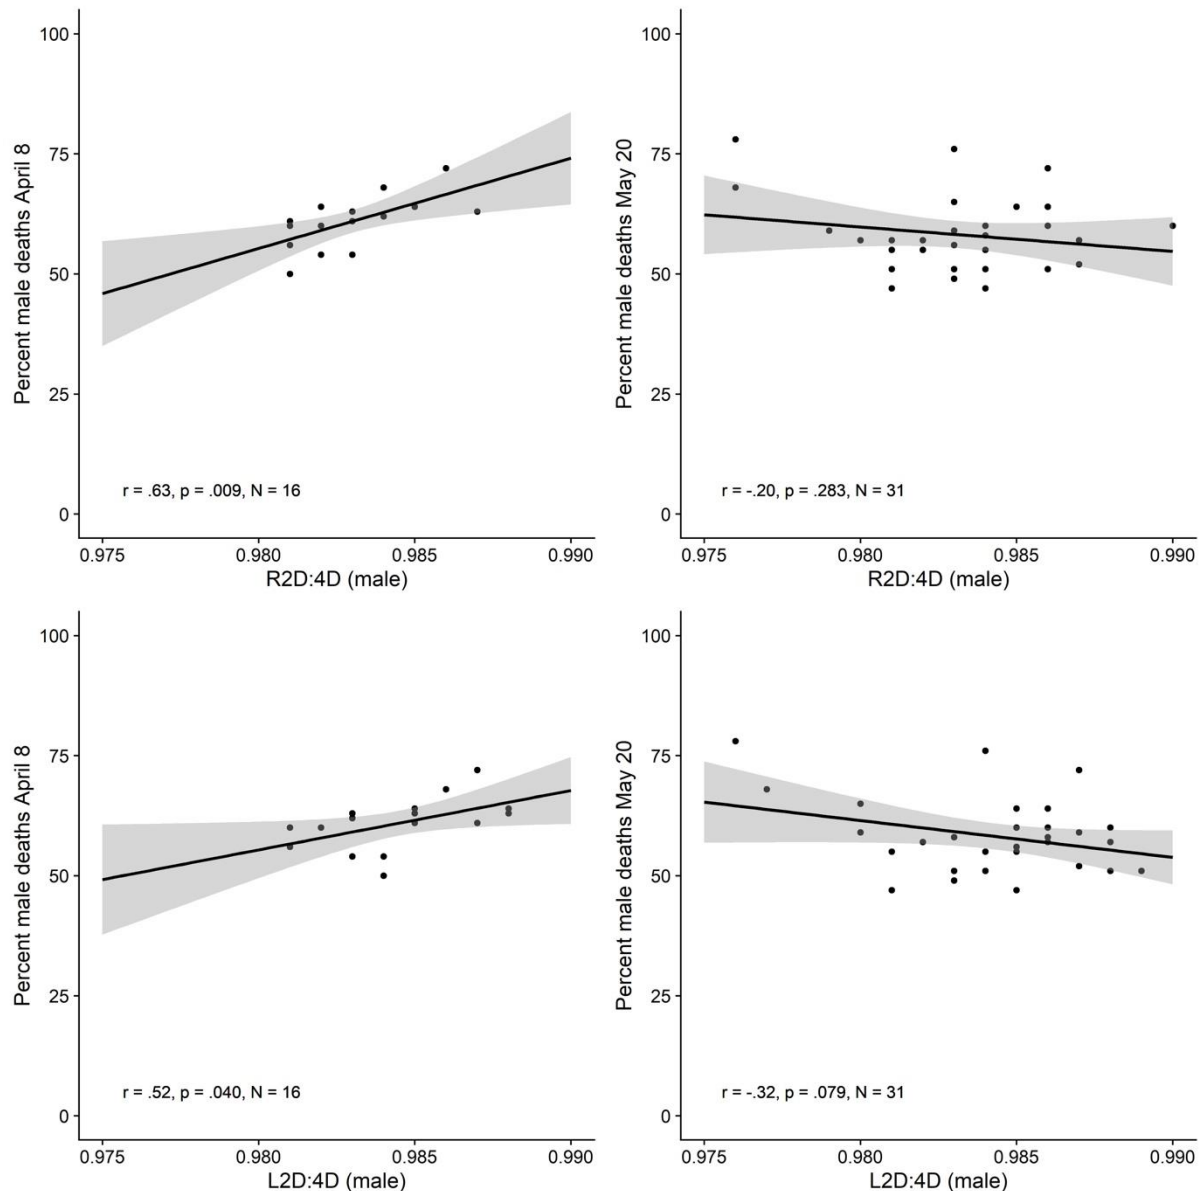 Percent male deaths April 8
100
75
50
25
0
r = .63, p = .009, N = 16
0.975 0.980 0.985 0.990
R2D:4D (male)
Percent male deaths May 20
100
75
50
25
0
r = -.20, p = .283, N = 31
0.975 0.980 0.985 0.990
R2D:4D (male)
Percent male deaths April 8
100
75
50
25
0
r = .52, p = .040, N = 16
0.975 0.980 0.985 0.990
L2D:4D (male)
Percent male deaths May 20
100
75
50
25
0
r = -.32, p = .079, N = 31
0.975 0.980 0.985 0.990
L2D:4D (male)